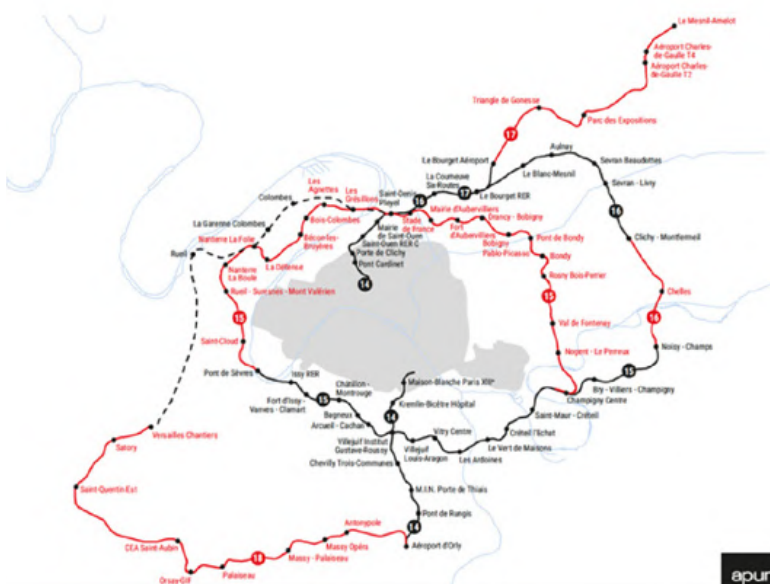 Le Mesnil-Amelot
Aéroport Charles-
de-Gaulle T4
Aéroport Charles-
de-Gaulle T2
Triangle de Gonesse
Parc des Expositions
17
Le Bourget Aéroport
Aulnay
La Courneuve
Six-Routes
Le Blanc-Mesnil
Sevran Beaudottes
Sevran - Livry
Le Bourget RER
17
16
Saint-Denis
Pleyel
Les
Agnettes
Les
Grésillons
Colombes
La Garenne Colombes
Bois-Colombes
Bécon-les-
Bruyères
Nanterre La Folie
Rueil
La Défense
Nanterre
La Boule
Rueil - Suresnes - Mont Valérien
15
Saint-Cloud
Pont de Sèvres
Stade
de France
Mairie d'Aubervilliers
Fort
d'Aubervilliers
Drancy - Bobigny
Bobigny
Pablo-Picasso
Pont de Bondy
Bondy
Rosny Bois-Perrier
15
Val de Fontenay
Nogent - Le Perreux
Mairie
de Saint-Ouen
Saint-Ouen RER C
Porte de Clichy
Pont Cardinet
14
16
Clichy - Montfermeil
Chelles
16
Noisy - Champs
15
Bry - Villiers - Champigny
Champigny Centre
Saint-Maur - Créteil
Créteil l'Echat
Le Vert de Maisons
Les Ardoines
Vitry Centre
Villejuif
Louis-Aragon
Issy RER
Fort d'Issy -
Vanves - Clamart
15
Châtillon -
Montrouge
Bagneux
Arcueil - Cachan
Maison-Blanche Paris XIIIe
Kremlin-Bicêtre Hôpital
14
Villejuif Institut
Gustave-Roussy
Chevilly Trois-Communes
M.I.N. Porte de Thiais
Pont de Rungis
14
Aéroport d'Orly
Antonypole
Massy Opéra
Massy - Palaiseau
18
Palaiseau
Orsay-Gif
CEA Saint-Aubin
Saint-Quentin Est
Satory
Versailles Chantiers
apur